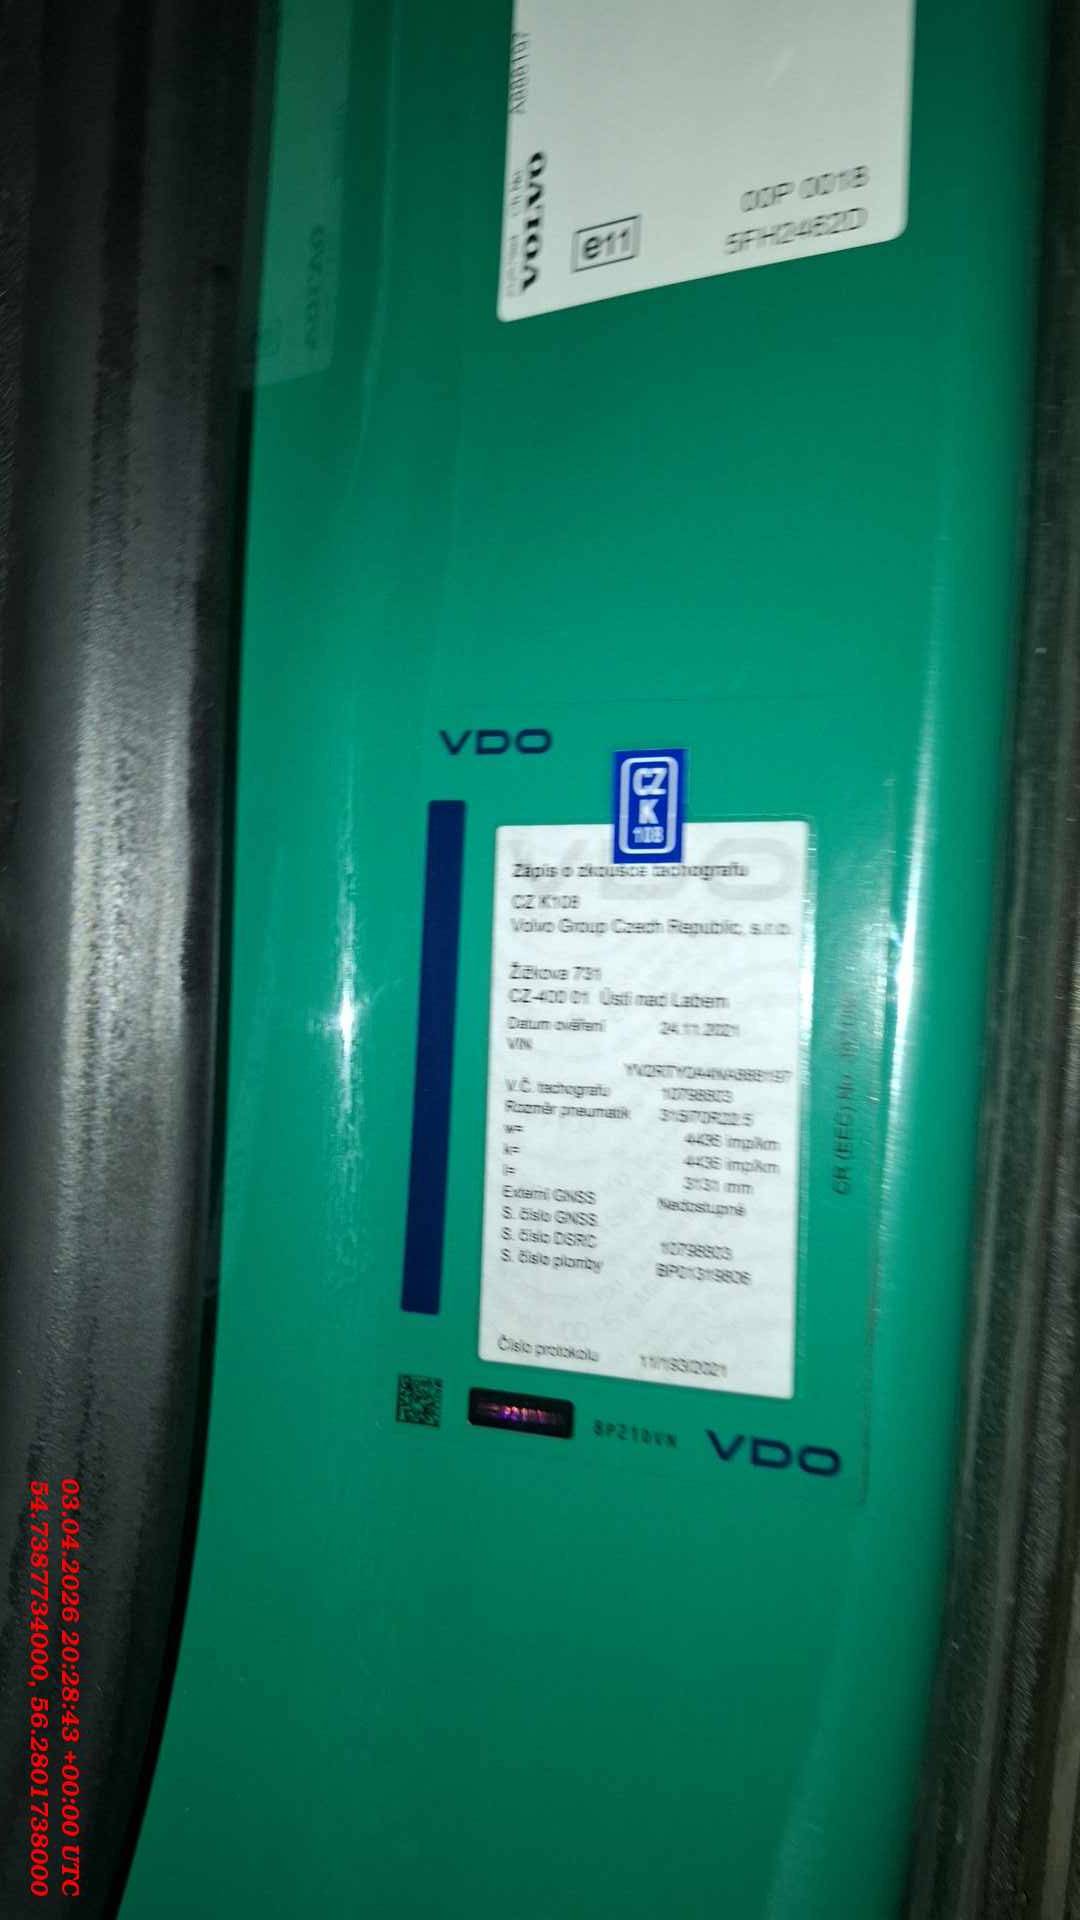 A888197
VOLVO
e11
00P 0018
5FH2462D
VDO
CZ
K
108
Zápis o zkoušce tachografu
CZ K108
Volvo Group Czech Republic, s.r.o.
Žižkova 731
CZ-400 01 Ústí nad Labem
Datum ověření 24.11.2021
VIN
YV2RTY0A4NA888197
V.Č. tachografu 10798803
Rozměr pneumatik 315/70R22.5
w= 4436 imp/km
k= 4436 imp/km
l= 3131 mm
Externí GNSS Nedostupné
S. číslo GNSS
S. číslo DSRC 10798803
S. číslo plomby BP01319806
Číslo protokolu 11/193/2021
VDO
03.04.2026 20:28:43 +00:00 UTC
54.7387734000, 56.2801738000